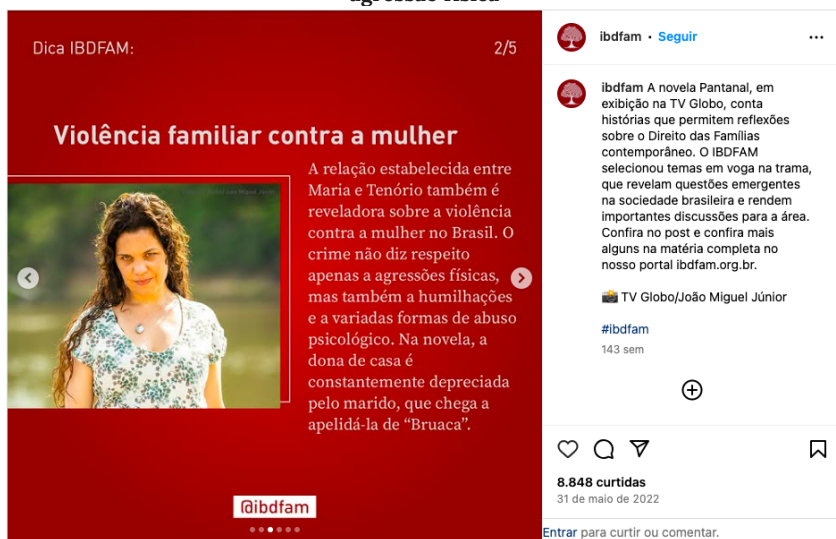 Dica IBDFAM:
2/5
Violência familiar contra a mulher
A relação estabelecida entre
Maria e Tenório também é
reveladora sobre a violência
contra a mulher no Brasil. O
crime não diz respeito
apenas a agressões físicas,
mas também a humilhações
e a variadas formas de abuso
psicológico. Na novela, a
dona de casa é
constantemente depreciada
pelo marido, que chega a
apelidá-la de “Bruaca”.
@ibdfam
ibdfam • Seguir
ibdfam A novela Pantanal, em
exibição na TV Globo, conta
histórias que permitem reflexões
sobre o Direito das Famílias
contemporâneo. O IBDFAM
selecionou temas em voga na trama,
que revelam questões emergentes
na sociedade brasileira e rendem
importantes discussões para a área.
Confira no post e confira mais
alguns na matéria completa no
nosso portal ibdfam.org.br.
TV Globo/João Miguel Júnior
#ibdfam
143 sem
8.848 curtidas
31 de maio de 2022
Entrar para curtir ou comentar.